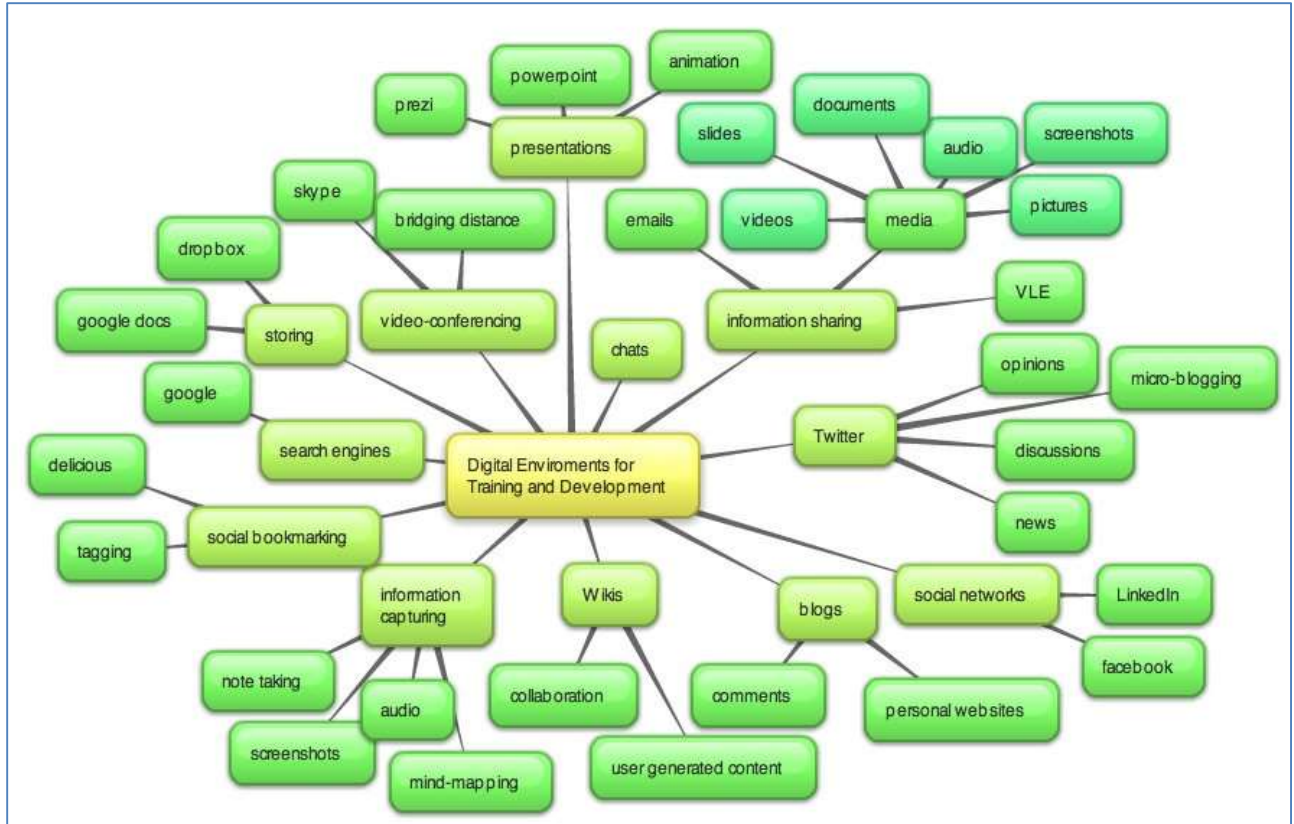 powerpoint
animation
prezi
presentations
documents
slides
audio
screenshots
skype
bridging distance
emails
videos
media
pictures
dropbox
VLE
google docs
storing
video-conferencing
information sharing
chats
opinions
micro-blogging
google
Twitter
search engines
Digital Enviroments for
Training and Development
discussions
delicious
news
social bookmarking
tagging
information
capturing
Wikis
blogs
social networks
LinkedIn
facebook
note taking
audio
collaboration
comments
personal websites
screenshots
mind-mapping
user generated content